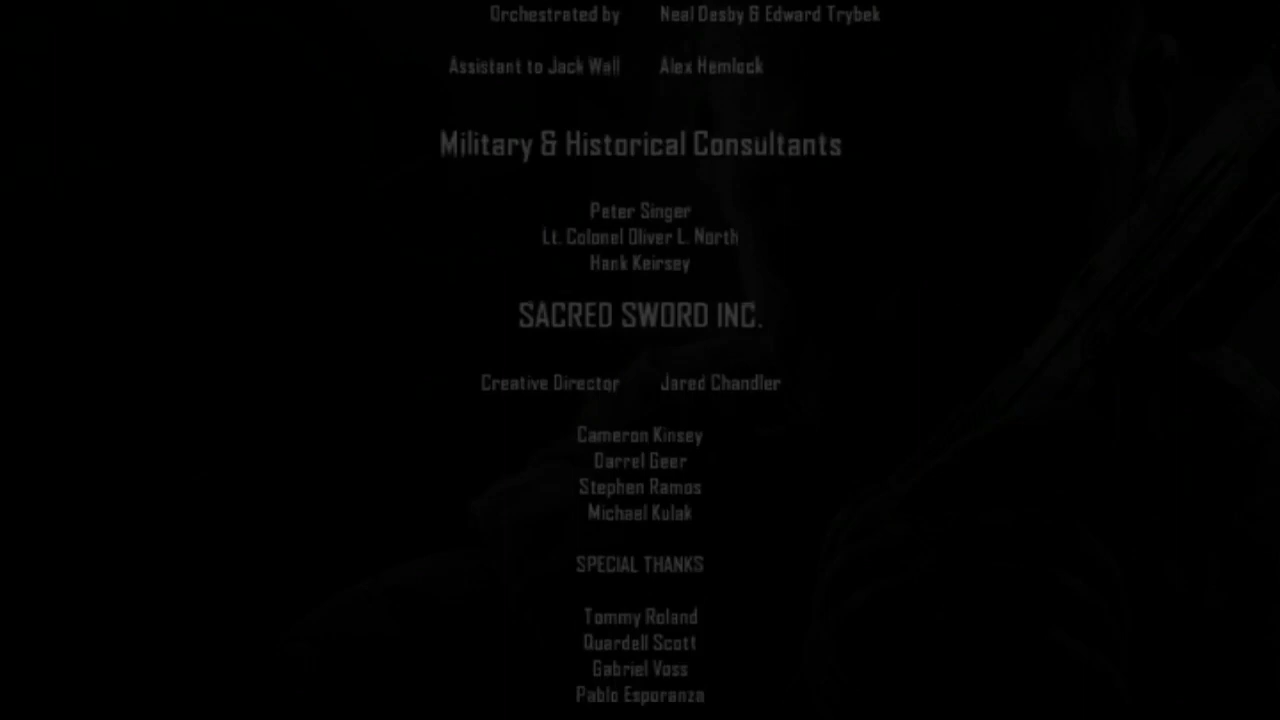 Orchestrated by Neal Desby & Edward Trybek
Assistant to Jack Wall Alex Hemlock
Military & Historical Consultants
Peter Singer
Lt. Colonel Oliver L. North
Hank Keirsey
SACRED SWORD INC.
Creative Director Jared Chandler
Cameron Kinsey
Darrel Geer
Stephen Ramos
Michael Kulak
SPECIAL THANKS
Tommy Roland
Quardell Scott
Gabriel Voss
Pablo Esporanza